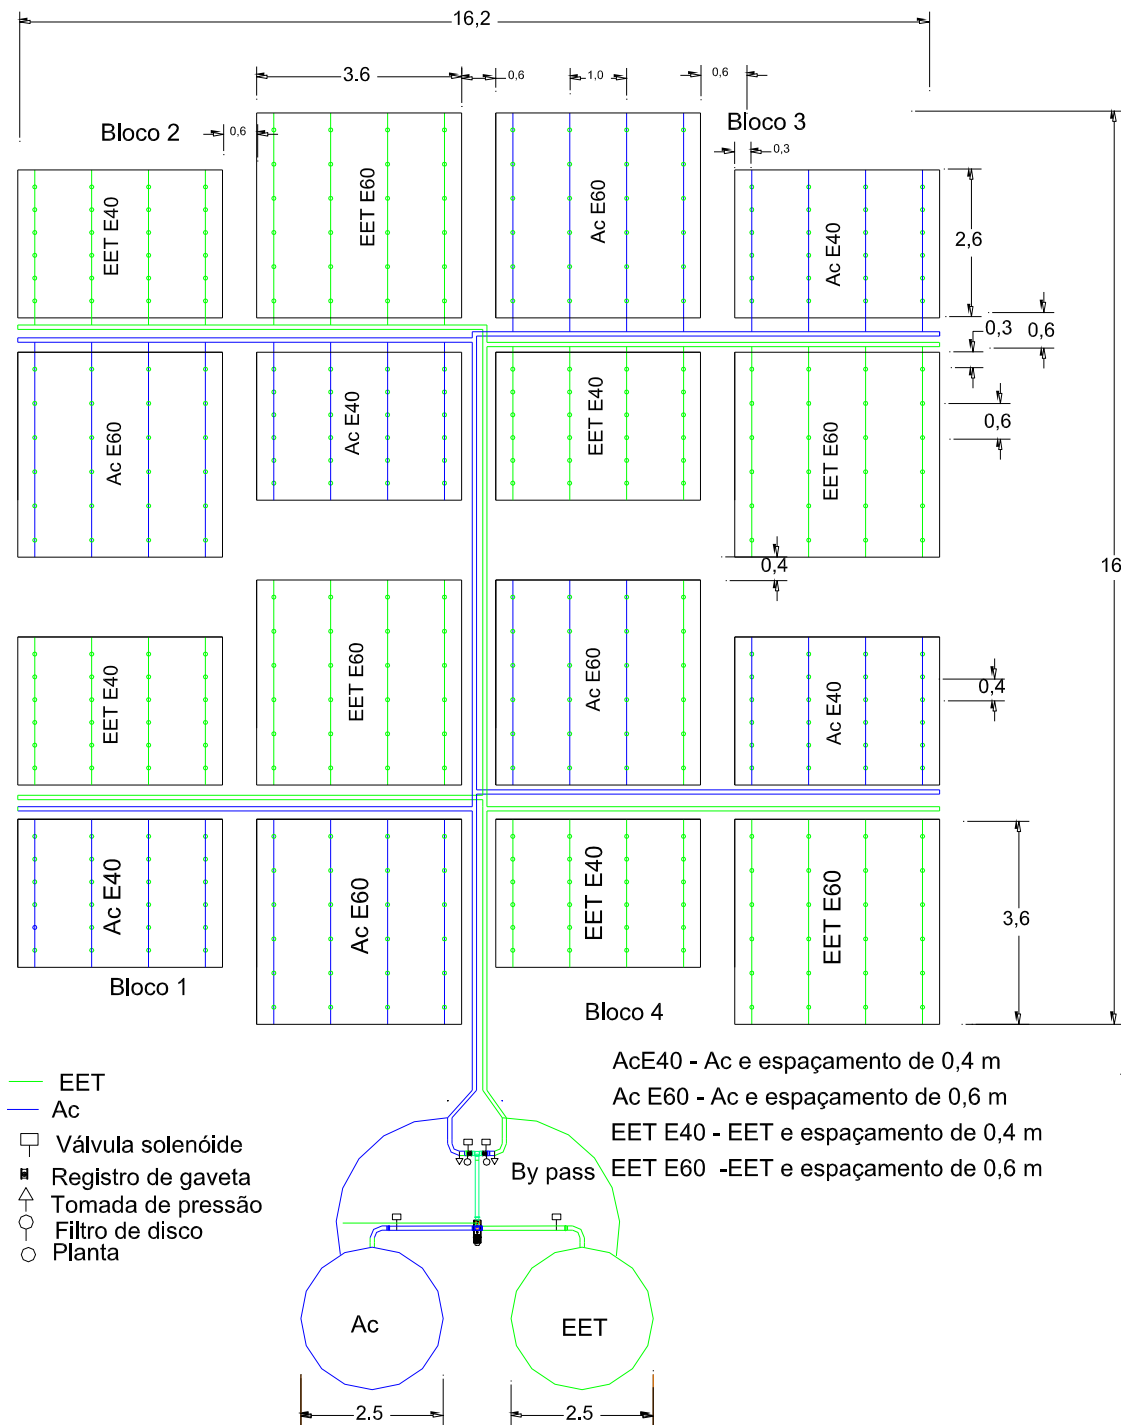 16,2
3.6
0,6
1,0
0,6
Bloco 2
0,6
Bloco 3
0,3
EET E40
EET E60
Ac E60
Ac E40
2,6
0,3
0,6
Ac E60
Ac E40
EET E40
EET E60
0,6
0,4
16
EET E40
EET E60
Ac E60
Ac E40
0,4
Ac E40
Ac E60
EET E40
EET E60
3,6
Bloco 1
Bloco 4
AcE40 - Ac e espaçamento de 0,4 m
Ac E60 - Ac e espaçamento de 0,6 m
EET E40 - EET e espaçamento de 0,4 m
EET E60 -EET e espaçamento de 0,6 m
EET
Ac
Válvula solenóide
Registro de gaveta
Tomada de pressão
Filtro de disco
Planta
By pass
Ac
EET
2.5
2.5